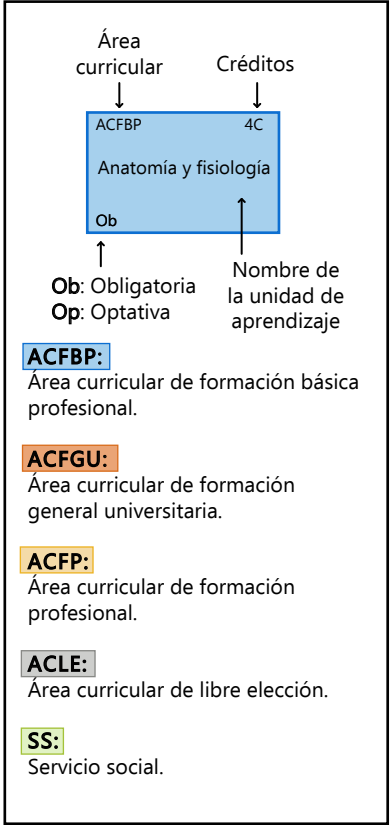 Área
curricular
Créditos
ACFBP 4C
Anatomía y fisiología
Ob
Ob: Obligatoria
Op: Optativa
Nombre de
la unidad de
aprendizaje
ACFBP:
Área curricular de formación básica
profesional.
ACFGU:
Área curricular de formación
general universitaria.
ACFP:
Área curricular de formación
profesional.
ACLE:
Área curricular de libre elección.
SS:
Servicio social.